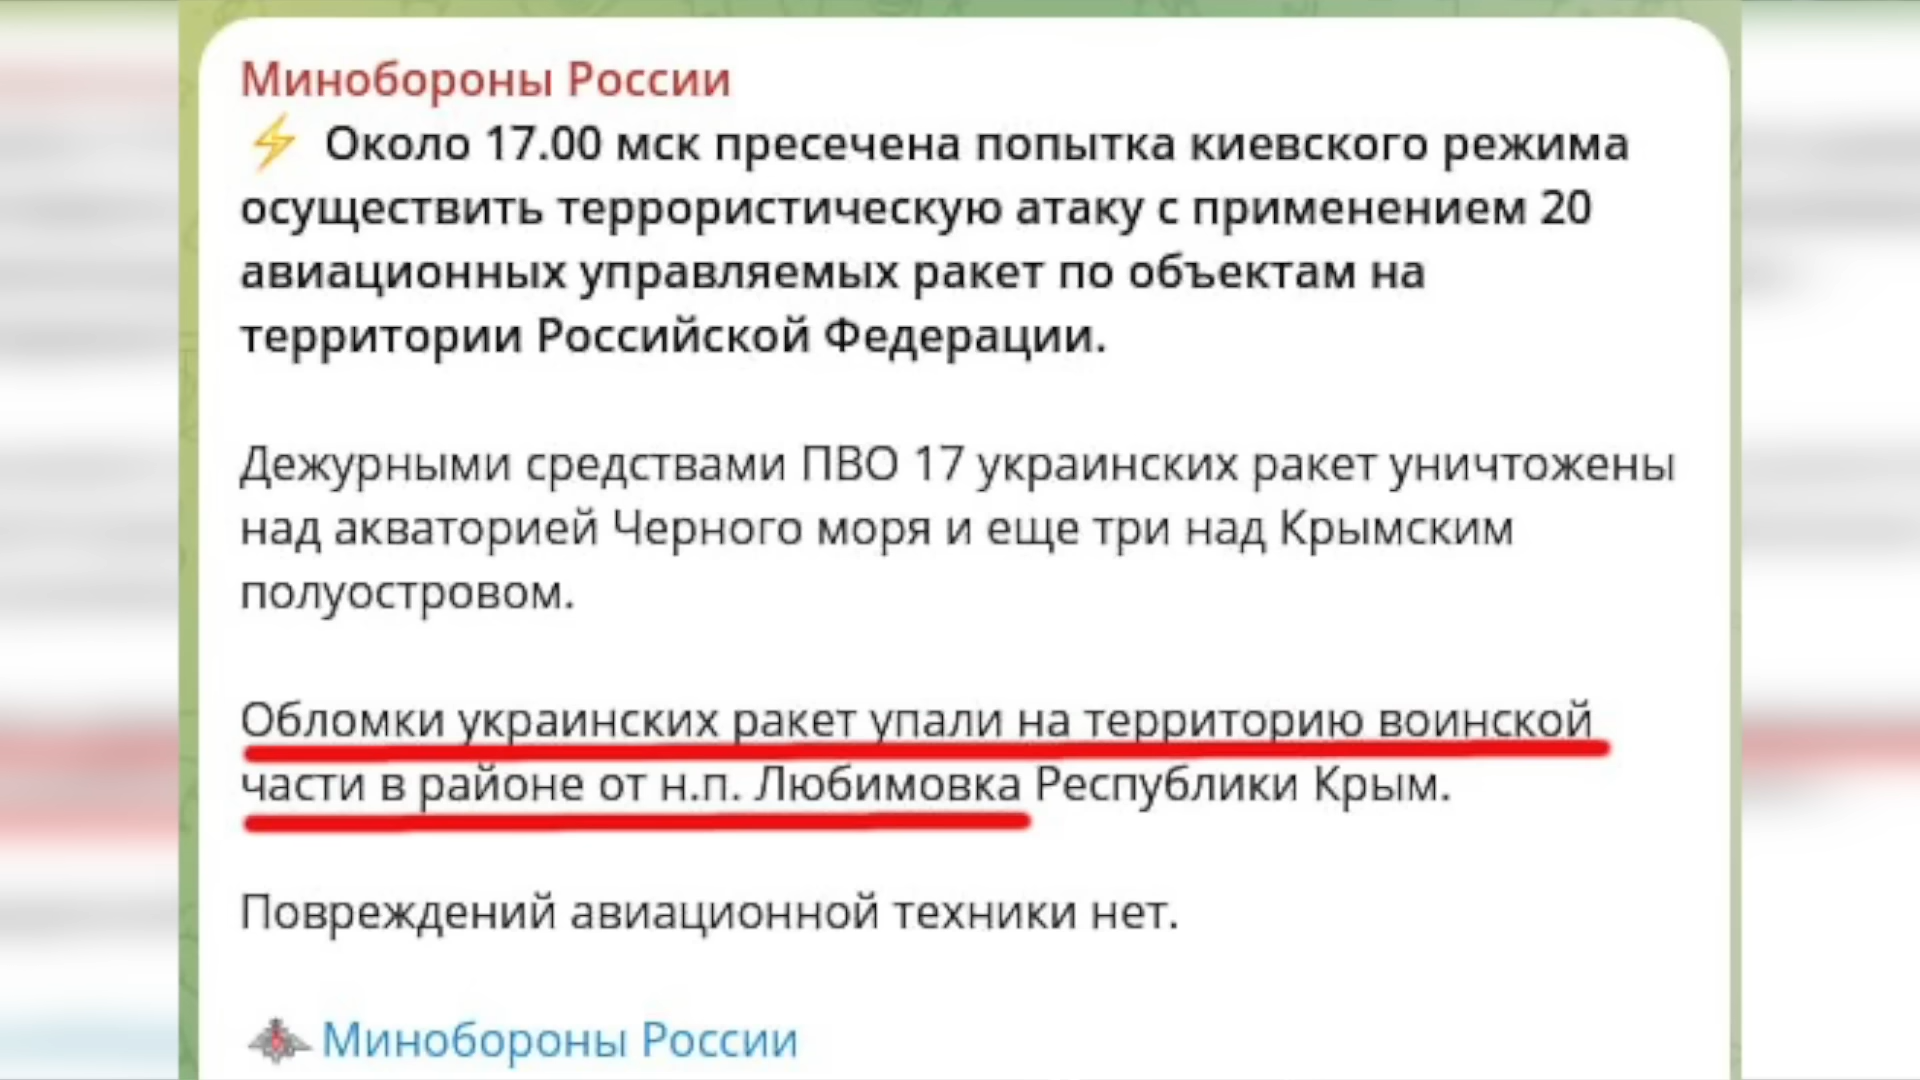 Минобороны России
⚡ Около 17.00 мск пресечена попытка киевского режима
осуществить террористическую атаку с применением 20
авиационных управляемых ракет по объектам на
территории Российской Федерации.
Дежурными средствами ПВО 17 украинских ракет уничтожены
над акваторией Черного моря и еще три над Крымским
полуостровом.
Обломки украинских ракет упали на территорию воинской
части в районе от н.п. Любимовка Республики Крым.
Повреждений авиационной техники нет.
Минобороны России